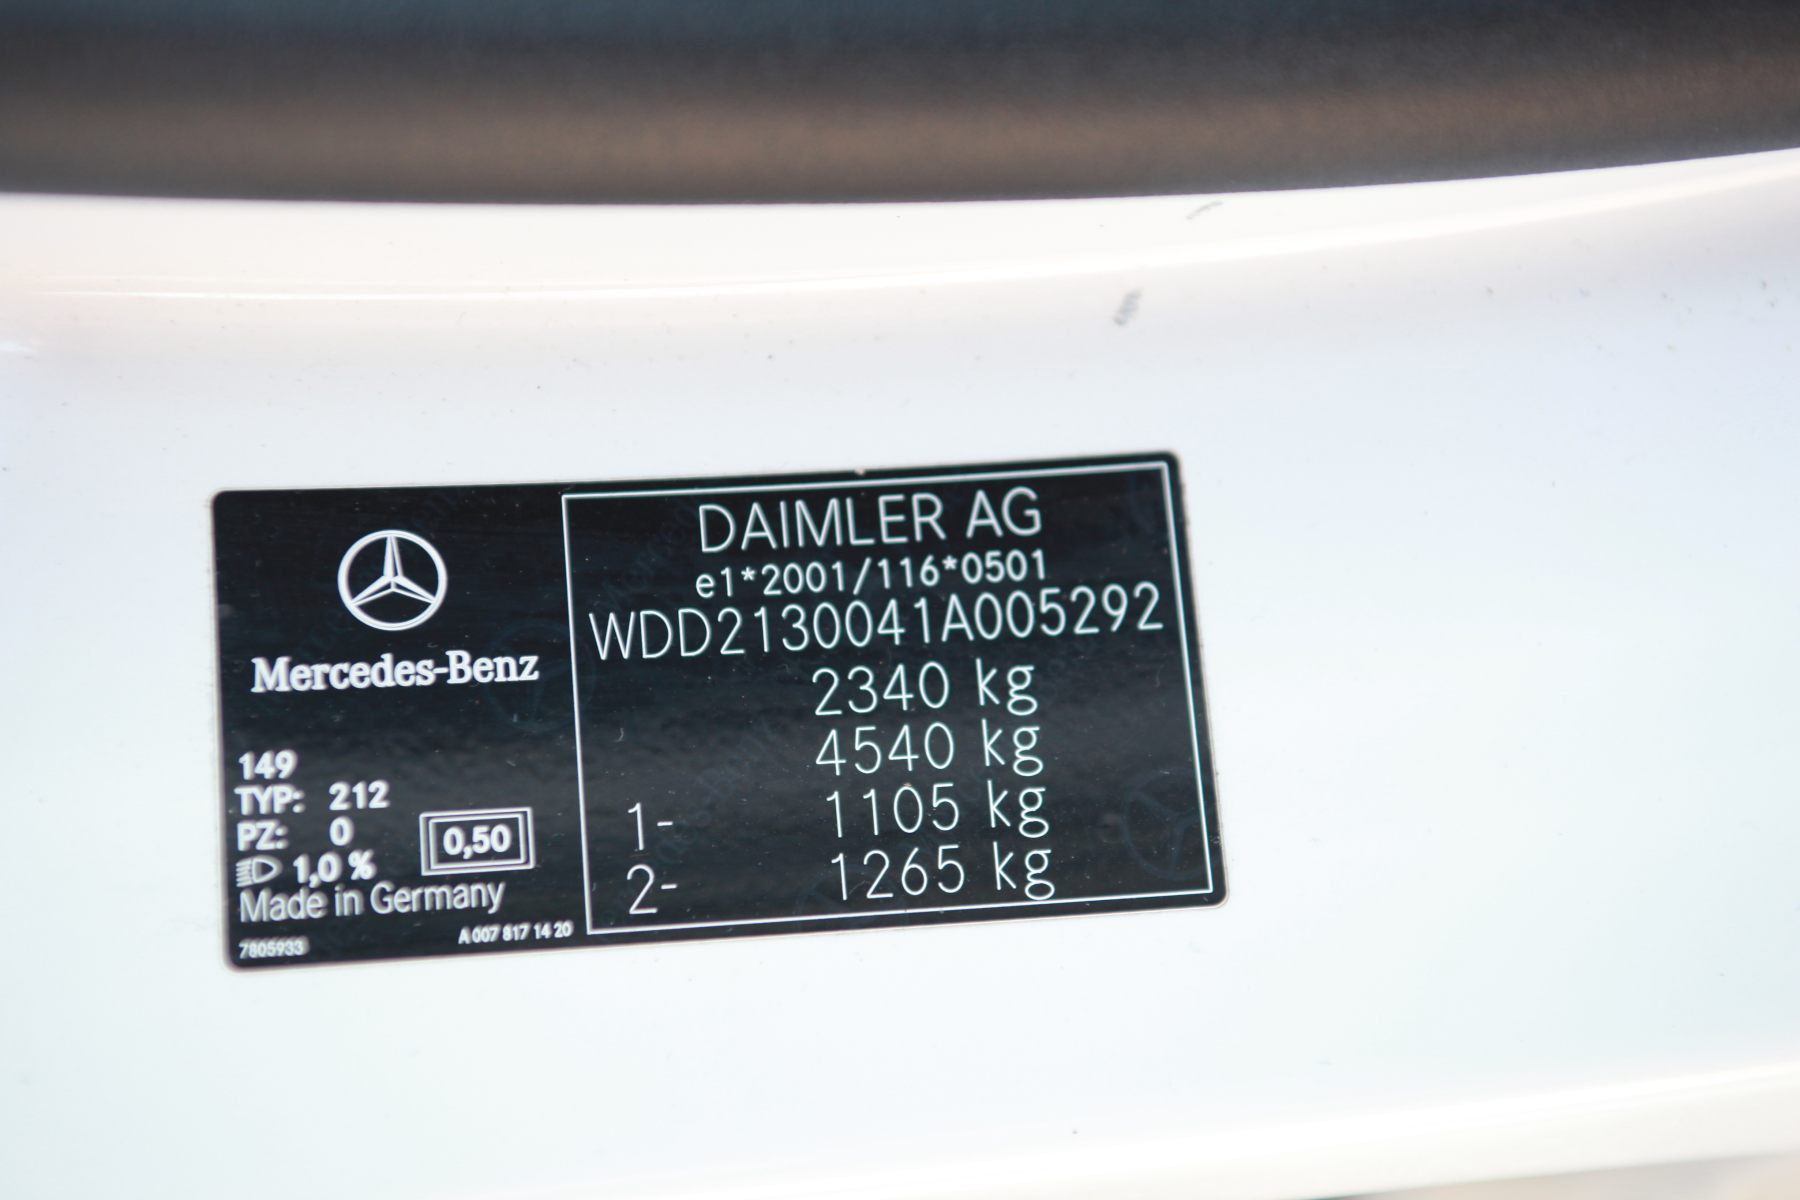 Mercedes-Benz
149
TYP: 212
PZ: 0
1,0 %
0,50
Made in Germany
7805933
A 007 817 14 20
DAIMLER AG
e1*2001/116*0501
WDD2130041A005292
2340 kg
4540 kg
1- 1105 kg
2- 1265 kg